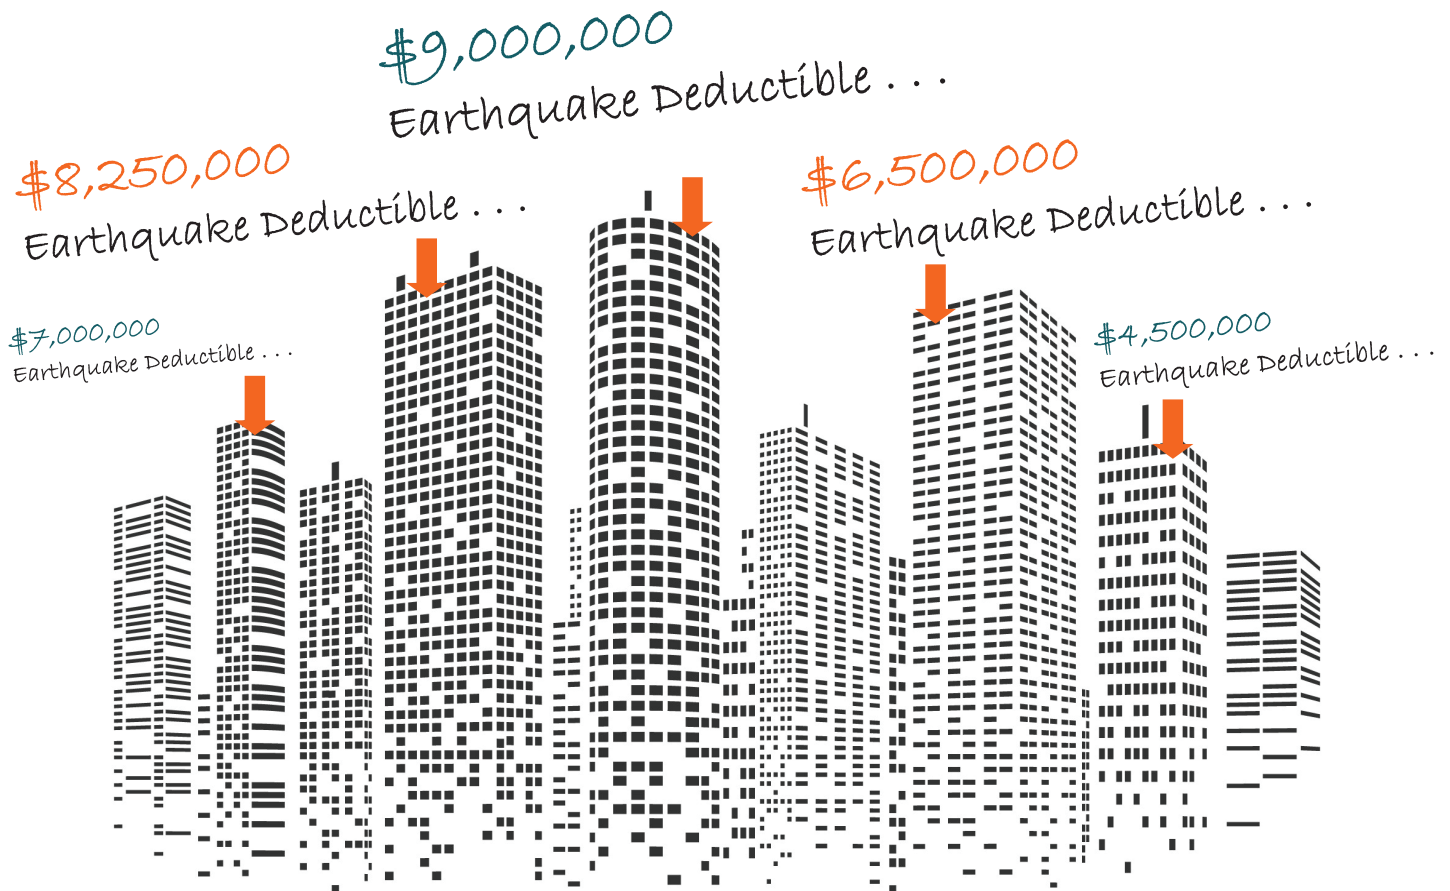 $9,000,000
Earthquake Deductible . . .
$8,250,000
Earthquake Deductible . . .
$6,500,000
Earthquake Deductible . . .
$7,000,000
Earthquake Deductible . . .
$4,500,000
Earthquake Deductible . . .